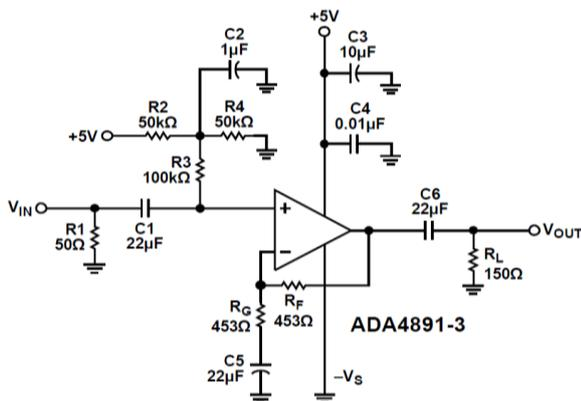 +5V
C2
1µF
C3
10µF
R2
50kΩ
R4
50kΩ
C4
0.01µF
+5V
R3
100kΩ
C6
22µF
VIN
+
C1
22µF
VOUT
R1
50Ω
−
RL
150Ω
RG
453Ω
RF
453Ω
ADA4891-3
C5
22µF
−VS